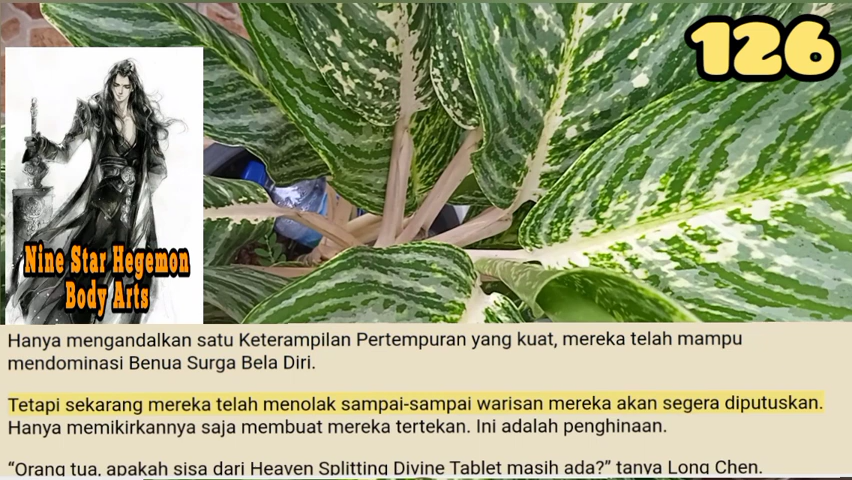 126
Nine Star Hegemon
Body Arts
Hanya mengandalkan satu Keterampilan Pertempuran yang kuat, mereka telah mampu
mendominasi Benua Surga Bela Diri.
Tetapi sekarang mereka telah menolak sampai-sampai warisan mereka akan segera diputuskan.
Hanya memikirkannya saja membuat mereka tertekan. Ini adalah penghinaan.
“Orang tua, apakah sisa dari Heaven Splitting Divine Tablet masih ada?” tanya Long Chen.